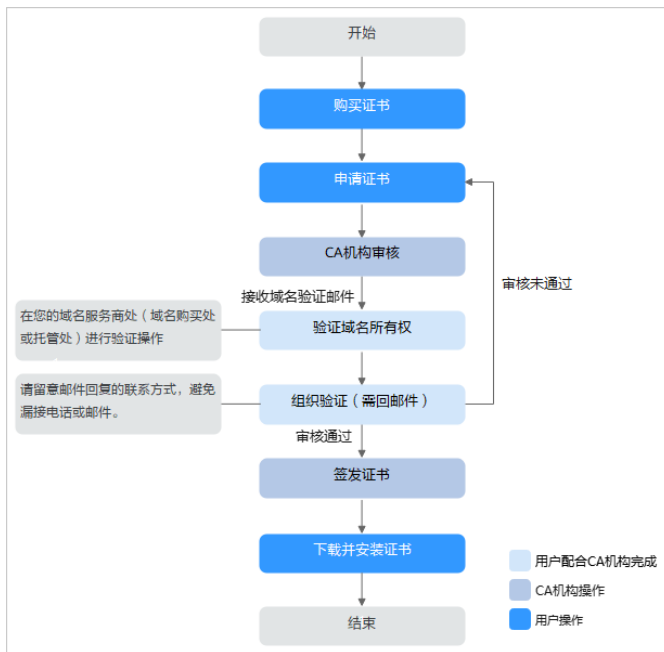 开始
购买证书
申请证书
CA机构审核
审核未通过
接收域名验证邮件
在您的域名服务商处（域名购买处
或托管处）进行验证操作
验证域名所有权
请留意邮件回复的联系方式，避免
漏接电话或邮件。
组织验证（需回邮件）
审核通过
签发证书
下载并安装证书
用户配合CA机构完成
CA机构操作
用户操作
结束